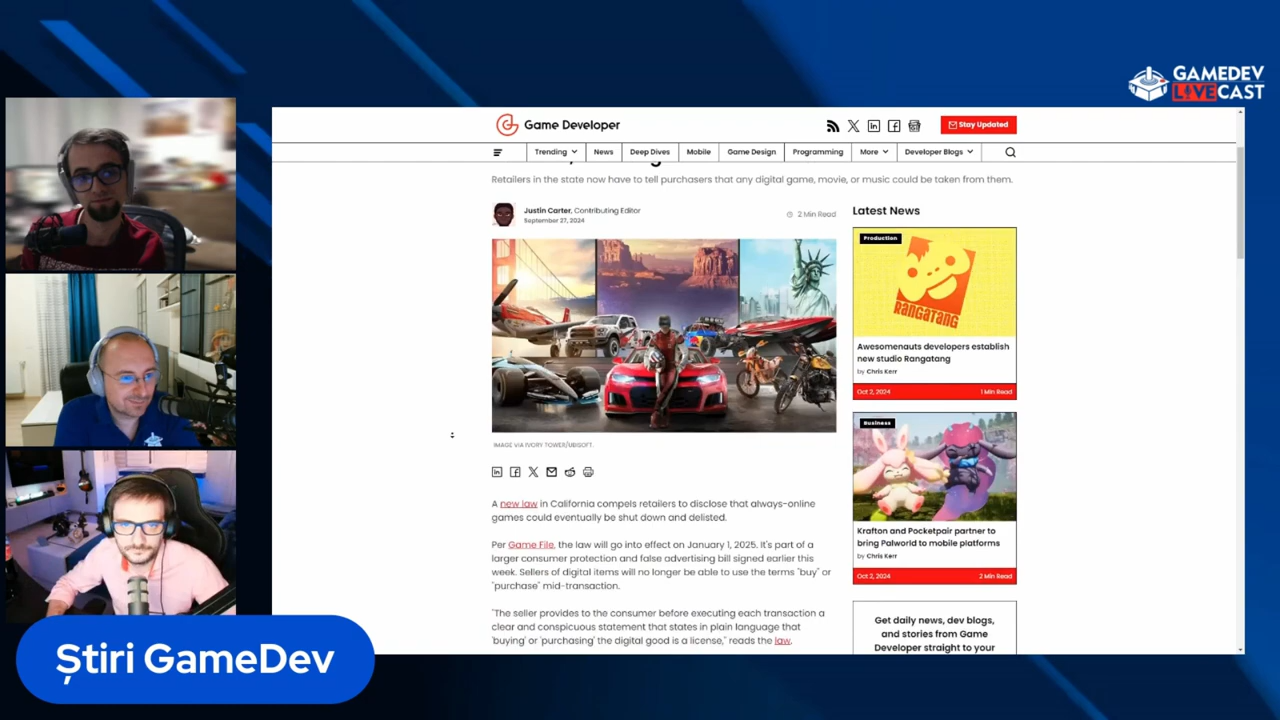 GAMEDEV
LIVECAST
Game Developer
Stay Updated
Trending
News
Deep Dives
Mobile
Game Design
Programming
More
Developer Blogs
Retailers in the state now have to tell purchasers that any digital game, movie, or music could be taken from them.
Justin Carter, Contributing Editor
September 27, 2024
2 Min Read
IMAGE VIA IVORY TOWER/UBISOFT.
A new law in California compels retailers to disclose that always-online
games could eventually be shut down and delisted.
Per Game File, the law will go into effect on January 1, 2025. It's part of a
larger consumer protection and false advertising bill signed earlier this
week. Sellers of digital items will no longer be able to use the terms "buy" or
"purchase" mid-transaction.
"The seller provides to the consumer before executing each transaction a
clear and conspicuous statement that states in plain language that
'buying' or 'purchasing' the digital good is a license," reads the law.
Latest News
Production
RANGATANG
Awesomenauts developers establish
new studio Rangatang
by Chris Kerr
Oct 2, 2024
1 Min Read
Business
Krafton and Pocketpair partner to
bring Palworld to mobile platforms
by Chris Kerr
Oct 2, 2024
2 Min Read
Get daily news, dev blogs,
and stories from Game
Developer straight to your
Știri GameDev